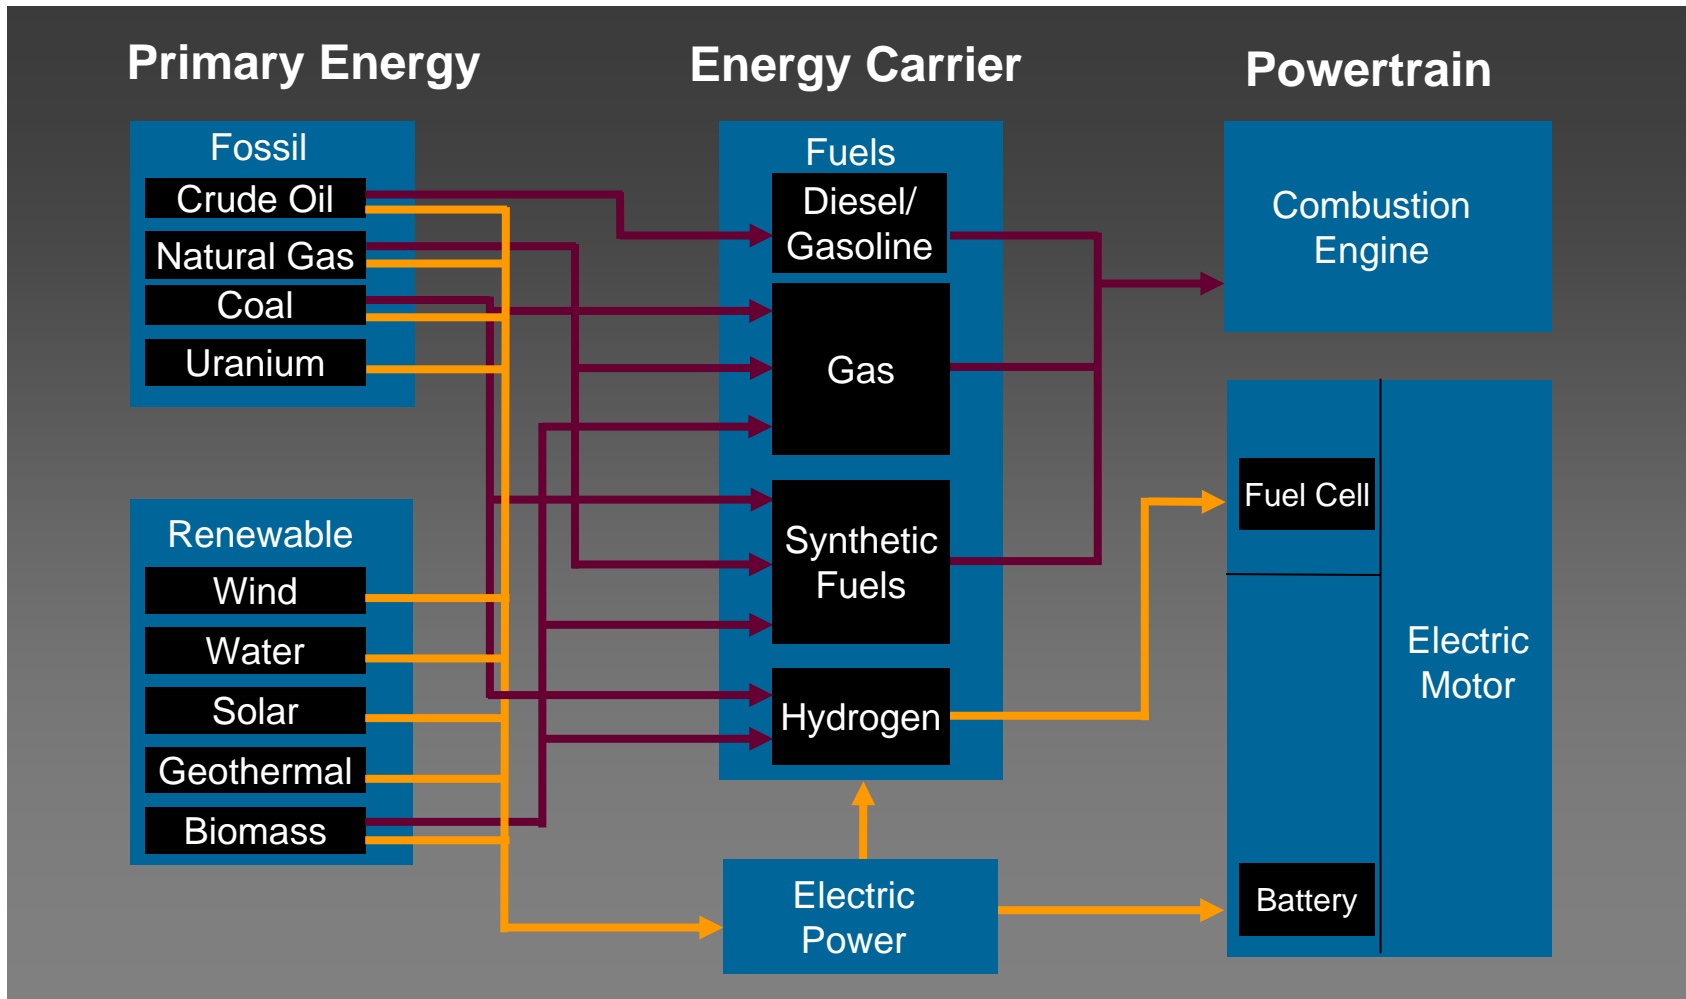 Primary Energy
Energy Carrier
Powertrain
Fossil
Crude Oil
Natural Gas
Coal
Uranium
Renewable
Wind
Water
Solar
Geothermal
Biomass
Fuels
Diesel/
Gasoline
Gas
Synthetic
Fuels
Hydrogen
Electric
Power
Combustion
Engine
Fuel Cell
Electric
Motor
Battery